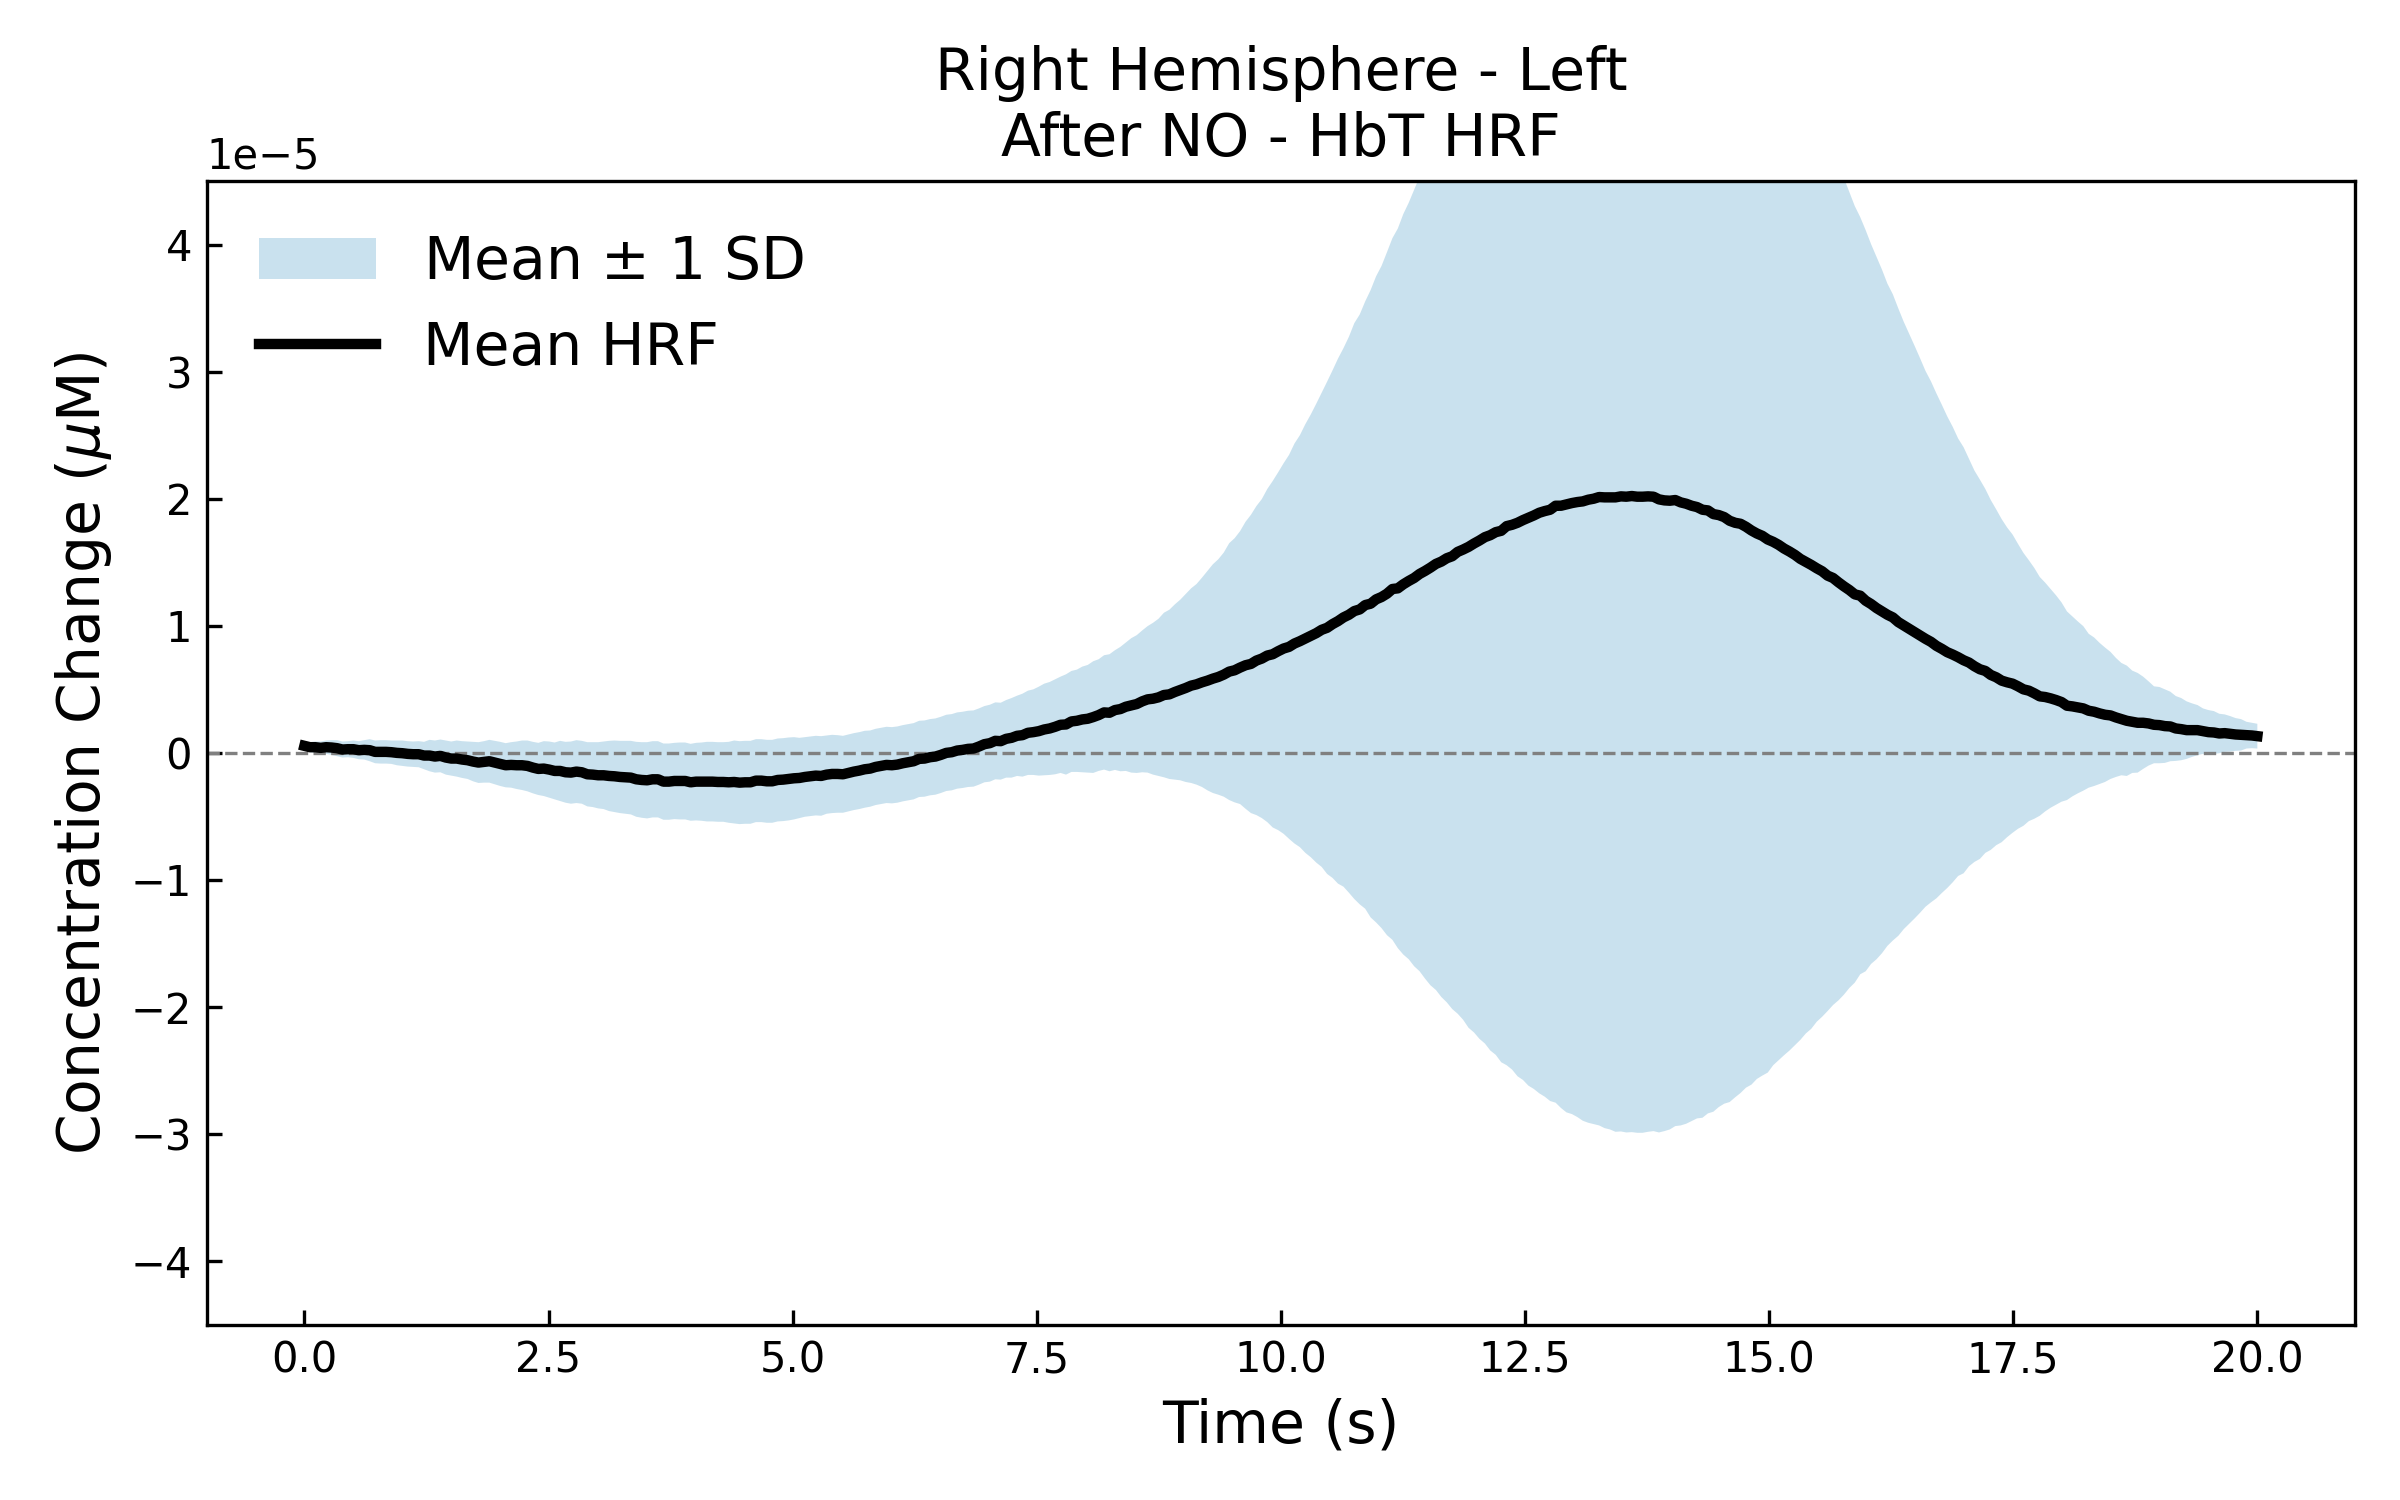 Right Hemisphere - Left
After NO - HbT HRF
1e−5
Mean ± 1 SD
Mean HRF
Concentration Change (μM)
4
3
2
1
0
−1
−2
−3
−4
0.0 2.5 5.0 7.5 10.0 12.5 15.0 17.5 20.0
Time (s)